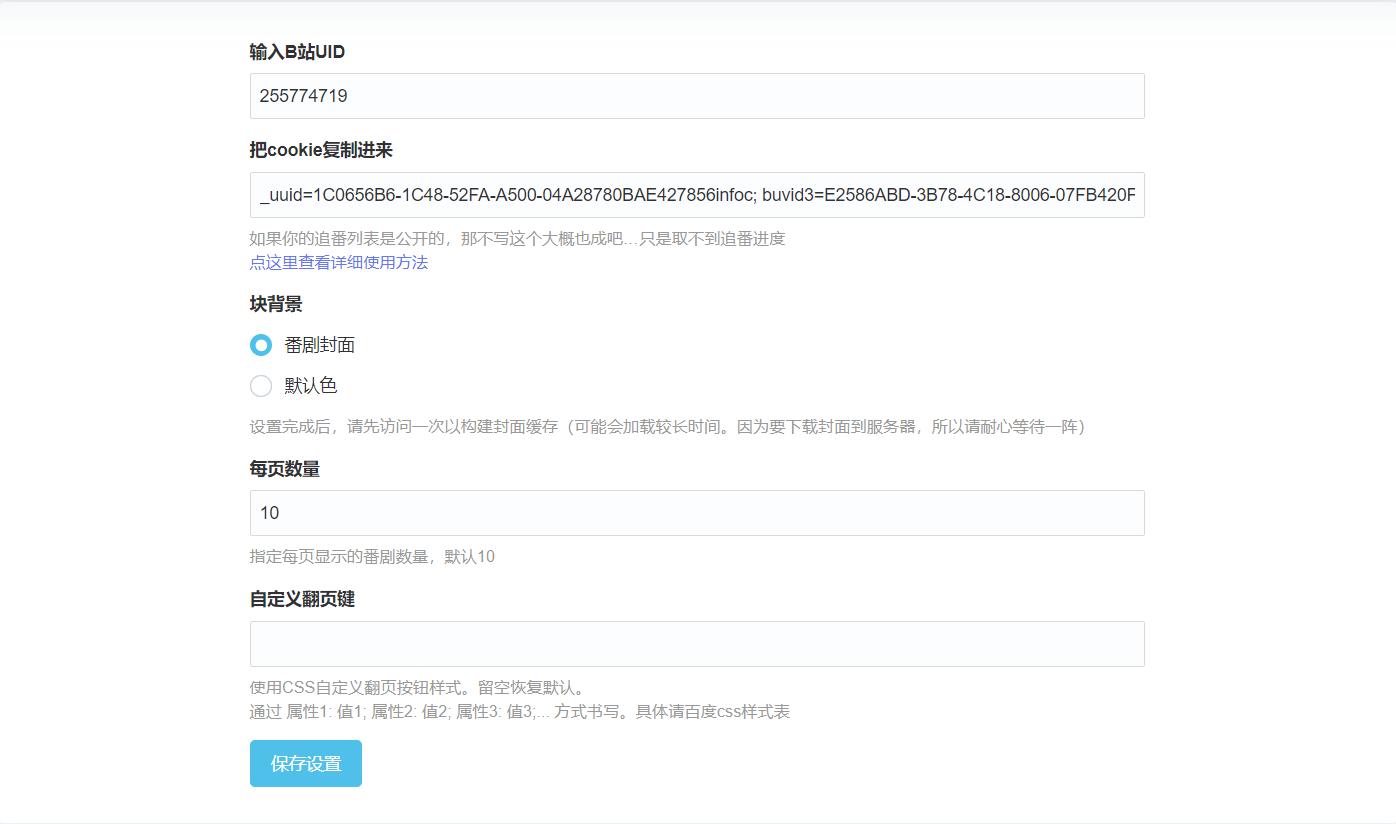 输入B站UID
255774719
把cookie复制进来
_uuid=1C0656B6-1C48-52FA-A500-04A28780BAE427856infoc; buvid3=E2586ABD-3B78-4C18-8006-07FB420F
如果你的追番列表是公开的，那不写这个大概也成吧...只是取不到追番进度
点这里查看详细使用方法
块背景
番剧封面
默认色
设置完成后，请先访问一次以构建封面缓存（可能会加载较长时间。因为要下载封面到服务器，所以请耐心等待一阵）
每页数量
10
指定每页显示的番剧数量，默认10
自定义翻页键
使用CSS自定义翻页按钮样式。留空恢复默认。
通过 属性1: 值1; 属性2: 值2; 属性3: 值3;... 方式书写。具体请百度css样式表
保存设置